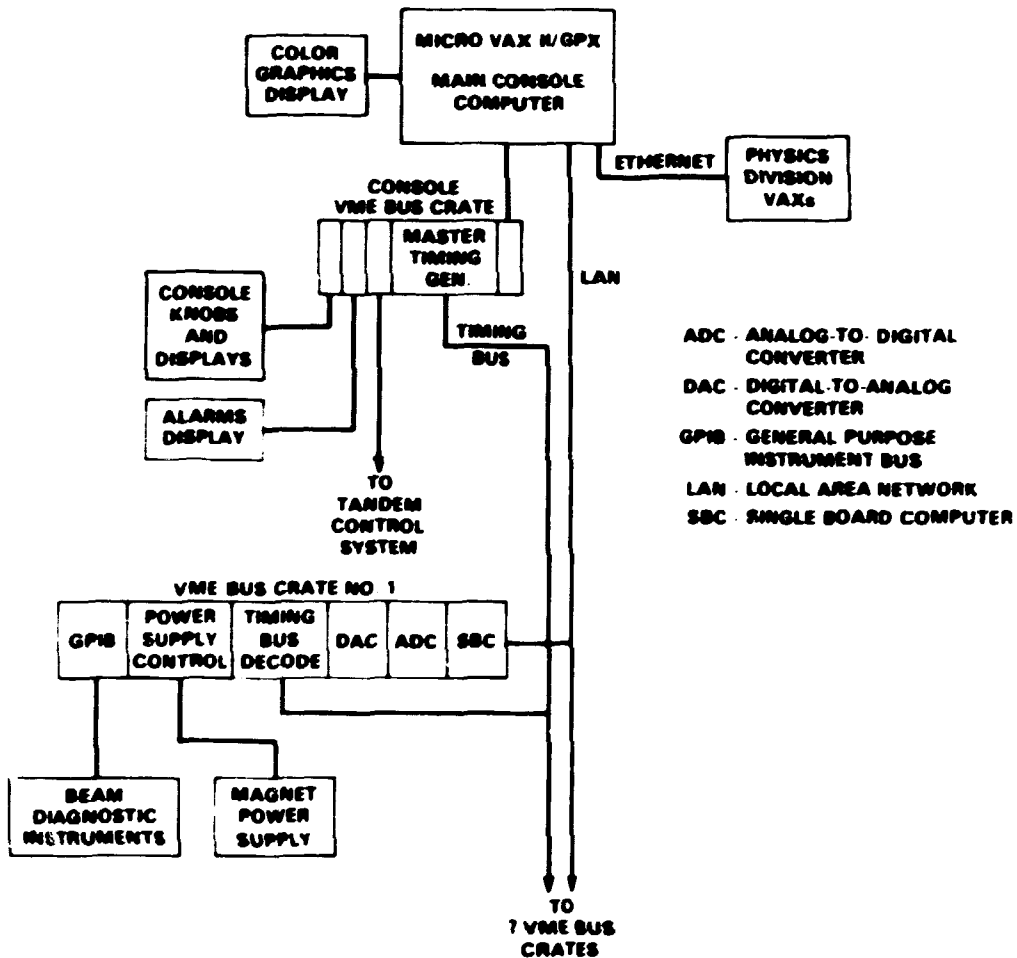 COLOR
GRAPHICS
DISPLAY
MICRO VAX II/GPX
MAIN CONSOLE
COMPUTER
ETHERNET
PHYSICS
DIVISION
VAXs
CONSOLE
VME BUS CRATE
MASTER
TIMING
GEN.
LAN
CONSOLE
KNOBS
AND
DISPLAYS
TIMING
BUS
ALARMS
DISPLAY
TO
TANDEM
CONTROL
SYSTEM
ADC - ANALOG-TO-DIGITAL
CONVERTER
DAC - DIGITAL-TO-ANALOG
CONVERTER
GPIB - GENERAL PURPOSE
INSTRUMENT BUS
LAN - LOCAL AREA NETWORK
SBC - SINGLE BOARD COMPUTER
VME BUS CRATE NO. 1
GPIB
POWER
SUPPLY
CONTROL
TIMING
BUS
DECODE
DAC
ADC
SBC
BEAM
DIAGNOSTIC
INSTRUMENTS
MAGNET
POWER
SUPPLY
TO
VME BUS
CRATES